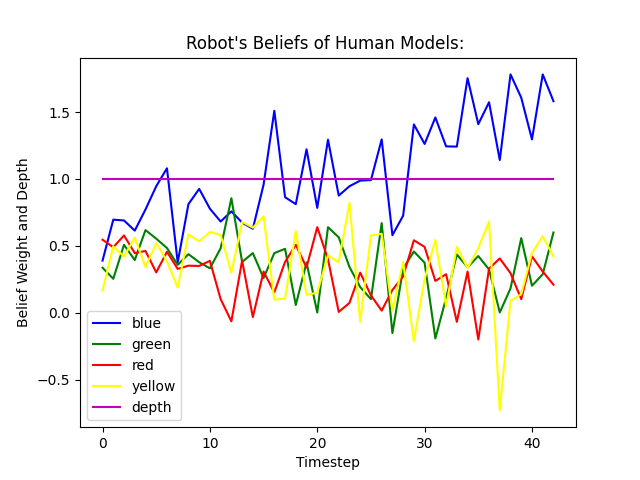 Robot's Beliefs of Human Models:
Belief Weight and Depth
1.5
1.0
0.5
0.0
−0.5
blue
green
red
yellow
depth
0
10
20
30
40
Timestep